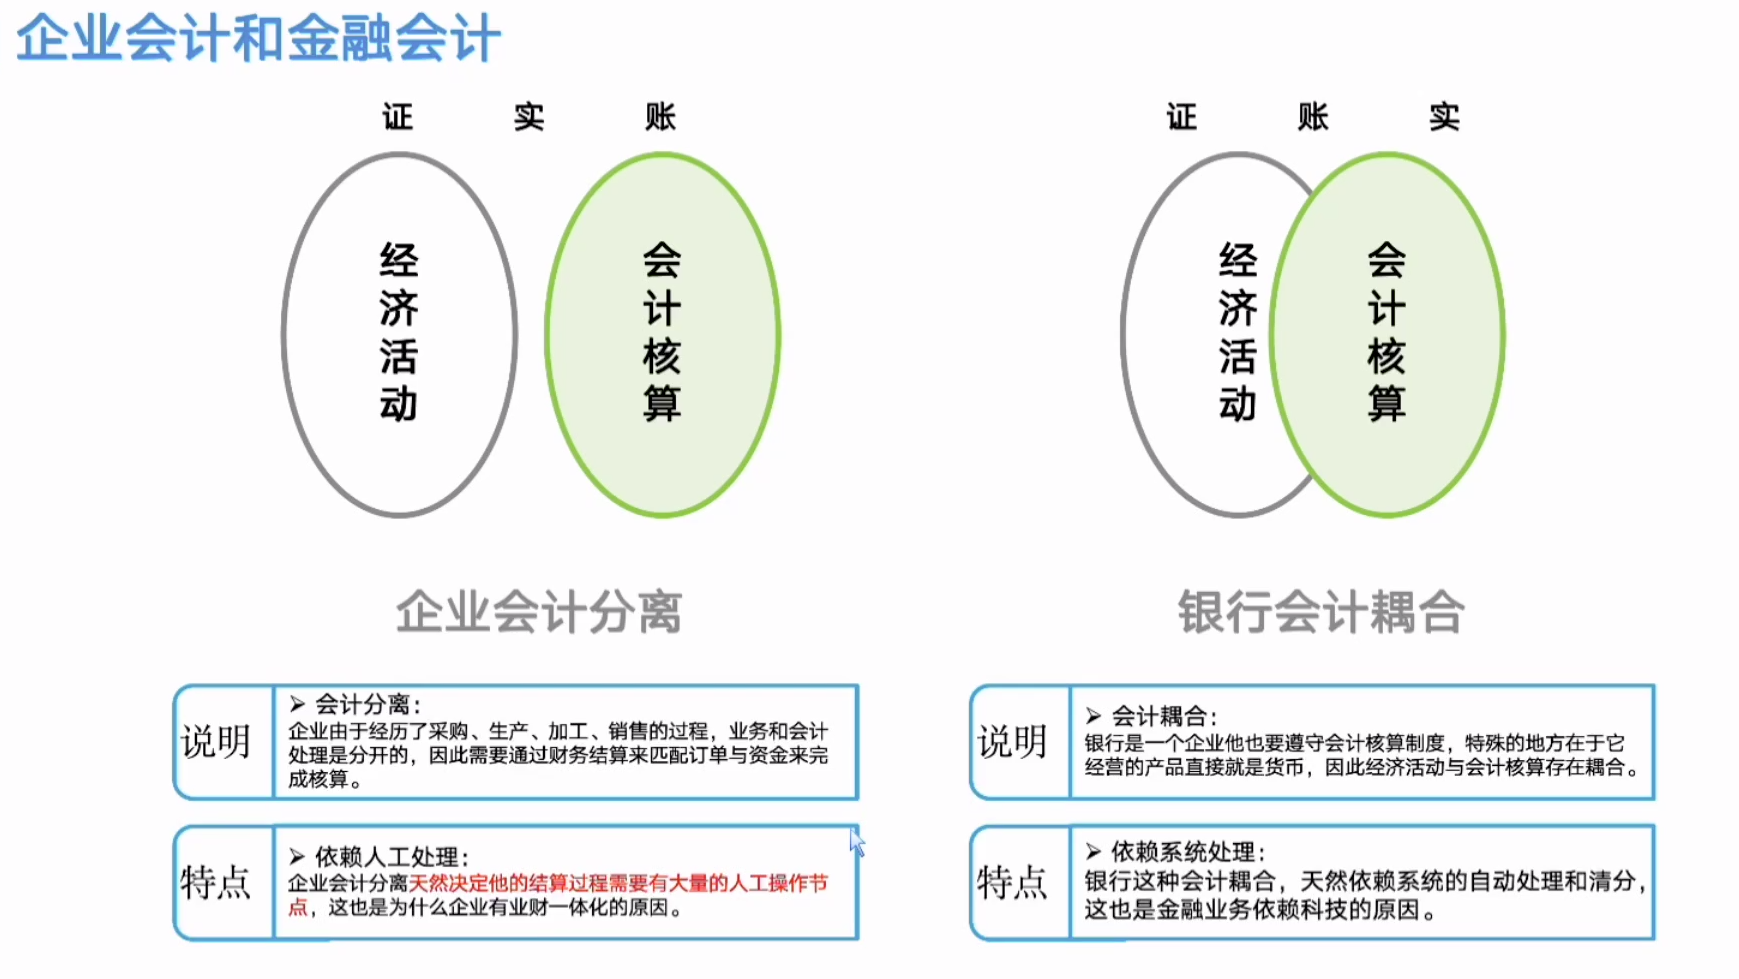 企业会计和金融会计
证 实 账
经济活动
会计核算
证 账 实
经济活动
会计核算
企业会计分离
银行会计耦合
说明
➢ 会计分离：
企业由于经历了采购、生产、加工、销售的过程，业务和会计
处理是分开的，因此需要通过财务结算来匹配订单与资金来完
成核算。
说明
➢ 会计耦合：
银行是一个企业他也要遵守会计核算制度，特殊的地方在于它
经营的产品直接就是货币，因此经济活动与会计核算存在耦合。
特点
➢ 依赖人工处理：
企业会计分离天然决定他的结算过程需要有大量的人工操作节
点，这也是为什么企业有业财一体化的原因。
特点
➢ 依赖系统处理：
银行这种会计耦合，天然依赖系统的自动处理和清分，
这也是金融业务依赖科技的原因。